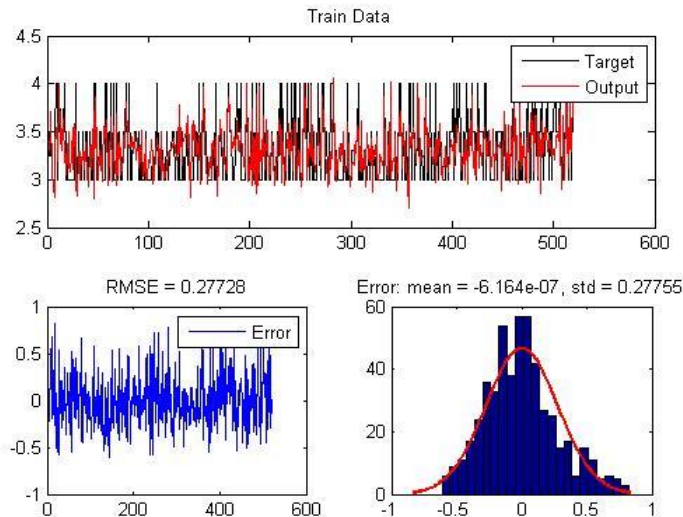 Train Data
4.5
4
3.5
3
2.5
Target
Output
0 100 200 300 400 500 600
RMSE = 0.27728
1
0.5
0
-0.5
-1
Error
0 200 400 600
Error: mean = -6.164e-07, std = 0.27755
60
40
20
0
-1 -0.5 0 0.5 1